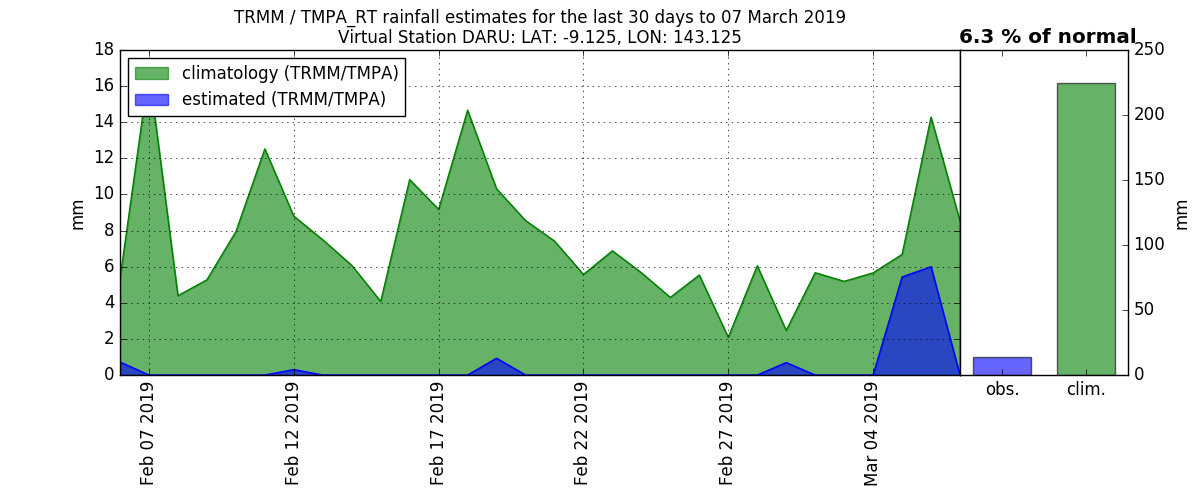 TRMM / TMPA_RT rainfall estimates for the last 30 days to 07 March 2019
Virtual Station DARU: LAT: -9.125, LON: 143.125
6.3 % of normal
climatology (TRMM/TMPA)
estimated (TRMM/TMPA)
mm
18
16
14
12
10
8
6
4
2
0
Feb 07 2019
Feb 12 2019
Feb 17 2019
Feb 22 2019
Feb 27 2019
Mar 04 2019
obs.
clim.
250
200
150
100
50
0
mm